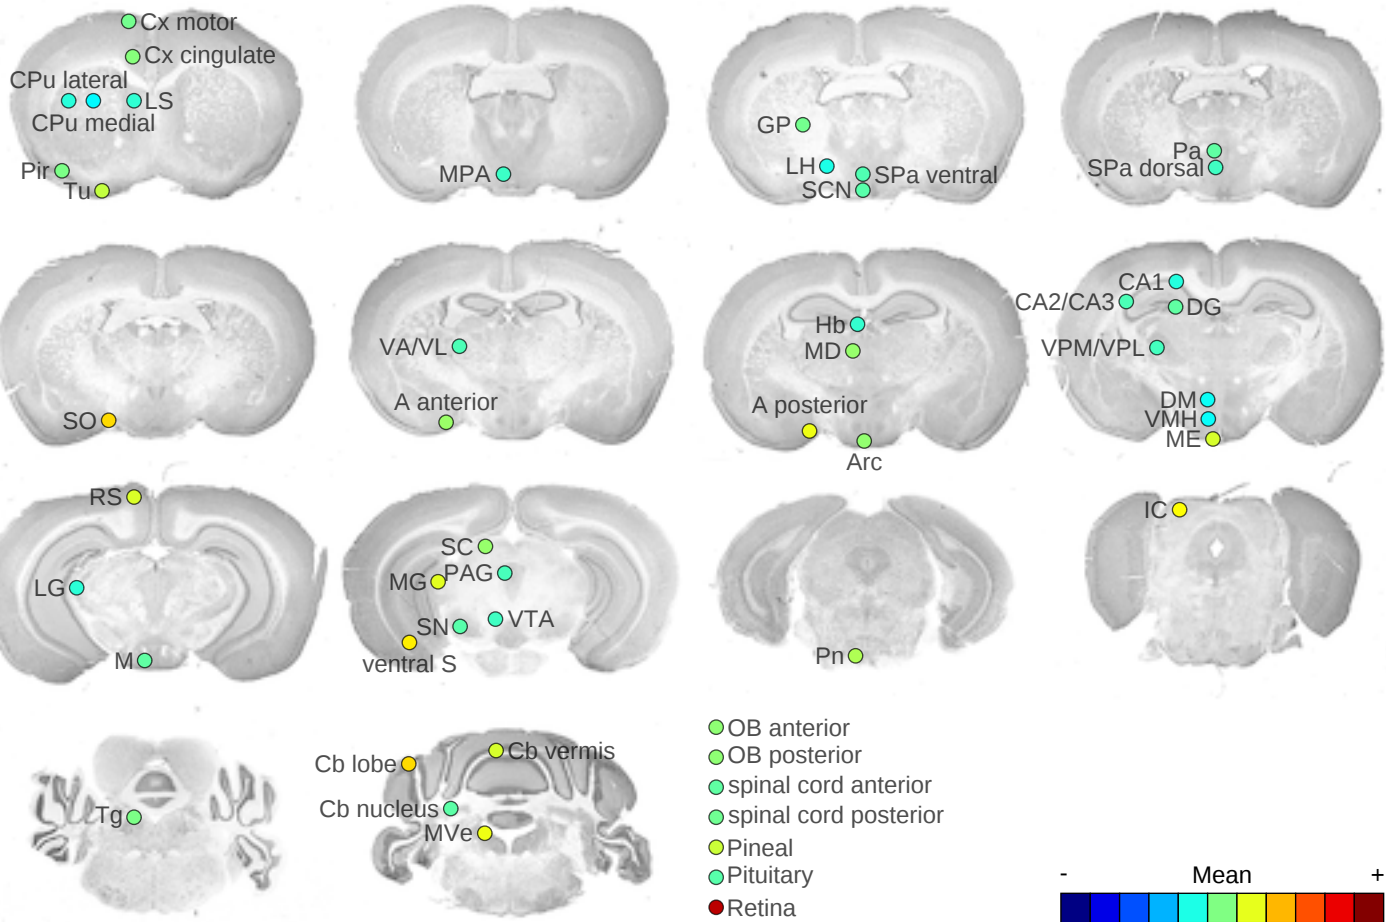 Cx motor
Cx cingulate
CPu lateral
LS
CPu medial
Pir
Tu
MPA
GP
LH
SPa ventral
SCN
Pa
SPa dorsal
SO
VA/VL
A anterior
Hb
MD
A posterior
Arc
CA1
CA2/CA3
DG
VPM/VPL
DM
VMH
ME
RS
LG
M
SC
PAG
MG
SN
VTA
ventral S
Pn
IC
Tg
Cb lobe
Cb vermis
Cb nucleus
MVe
OB anterior
OB posterior
spinal cord anterior
spinal cord posterior
Pineal
Pituitary
Retina
- Mean +